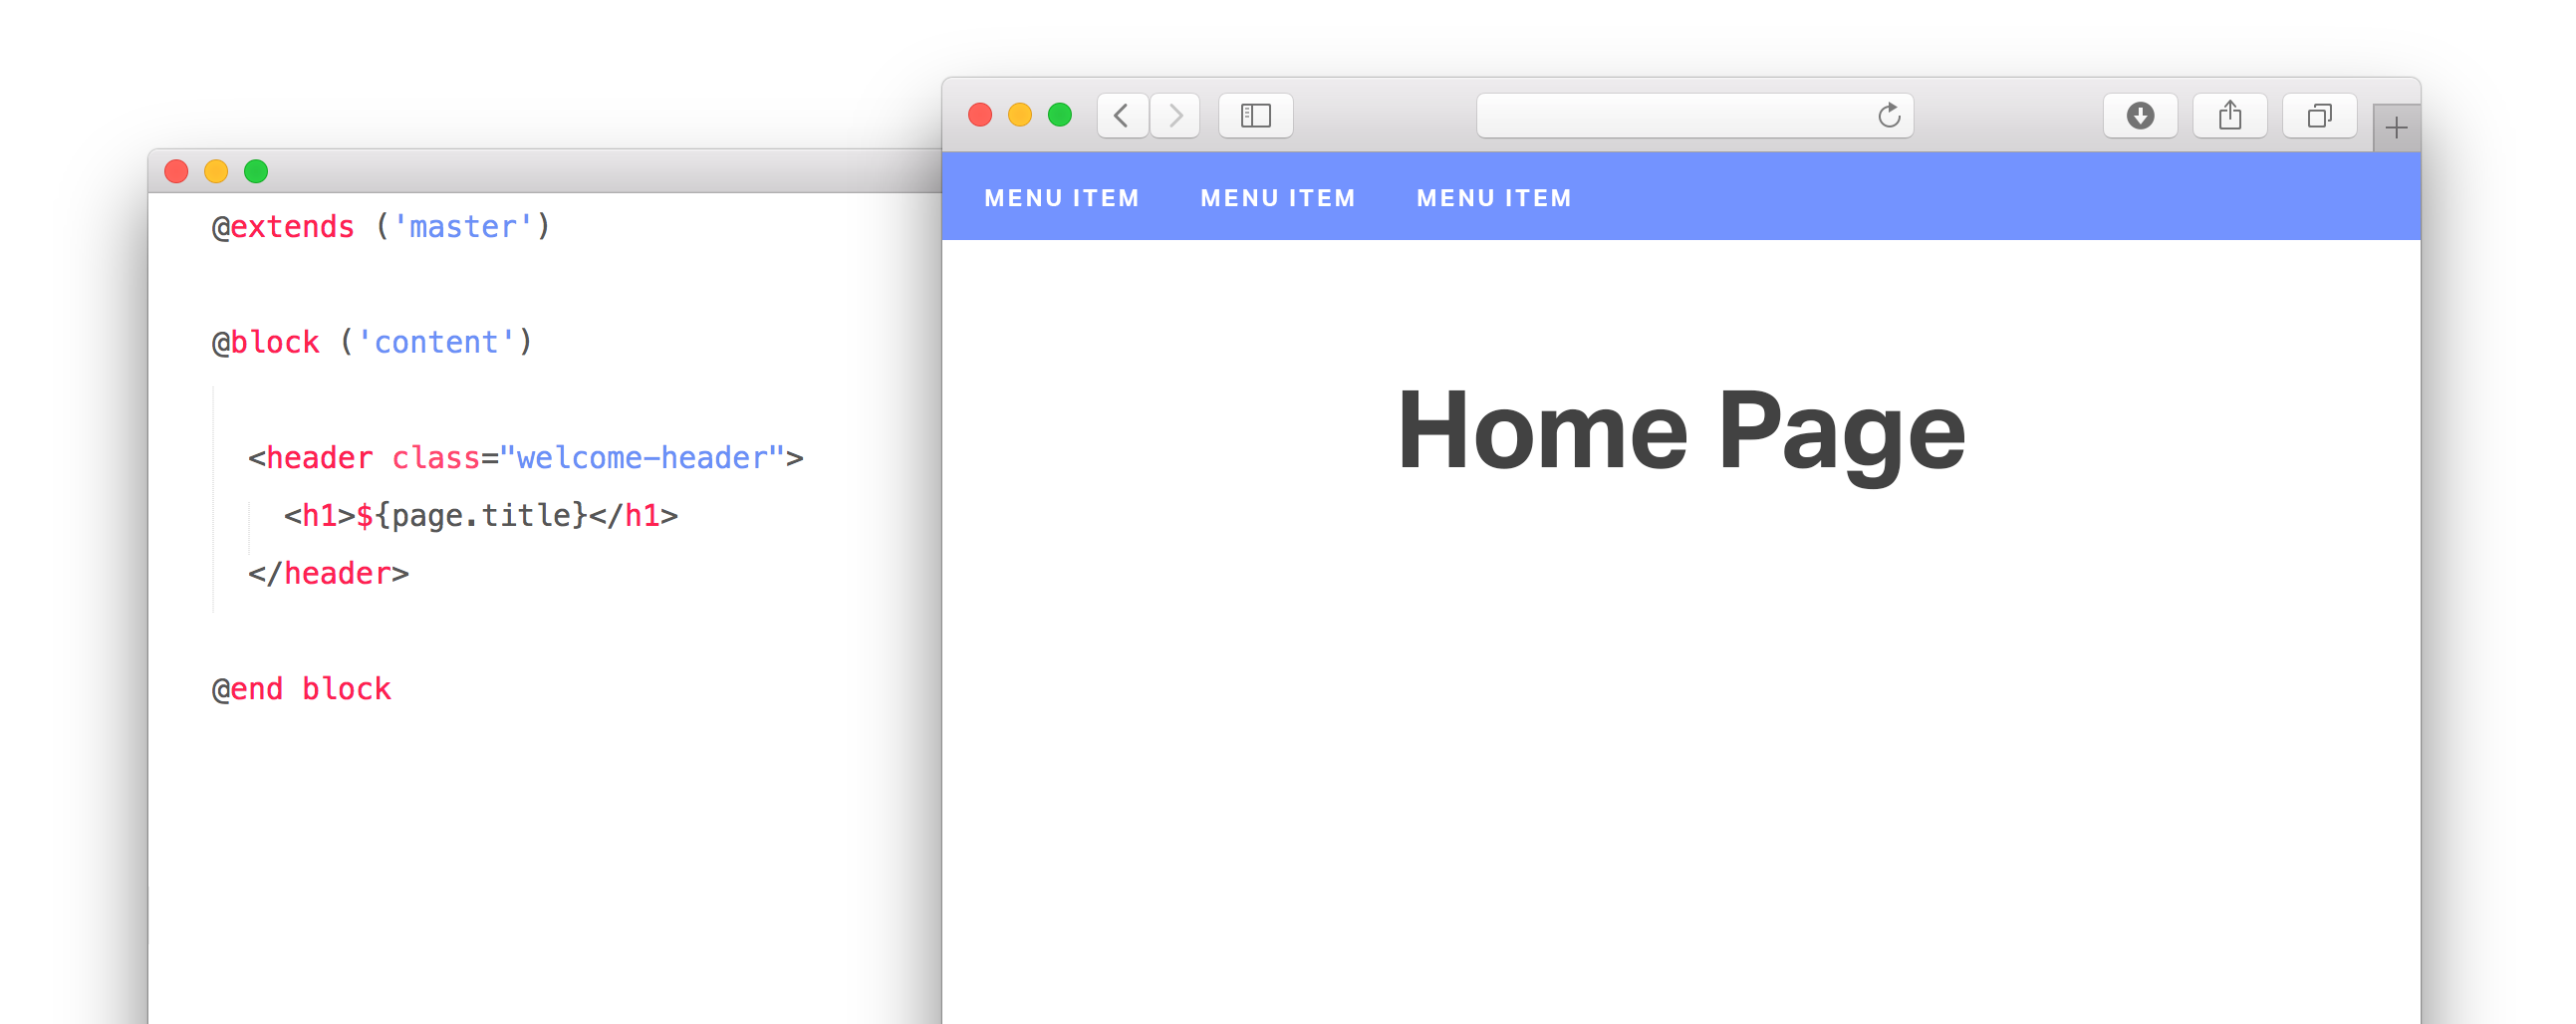 @extends ('master')
@block ('content')
<header class="welcome-header">
<h1>${page.title}</h1>
</header>
@end block
MENU ITEM MENU ITEM MENU ITEM
Home Page